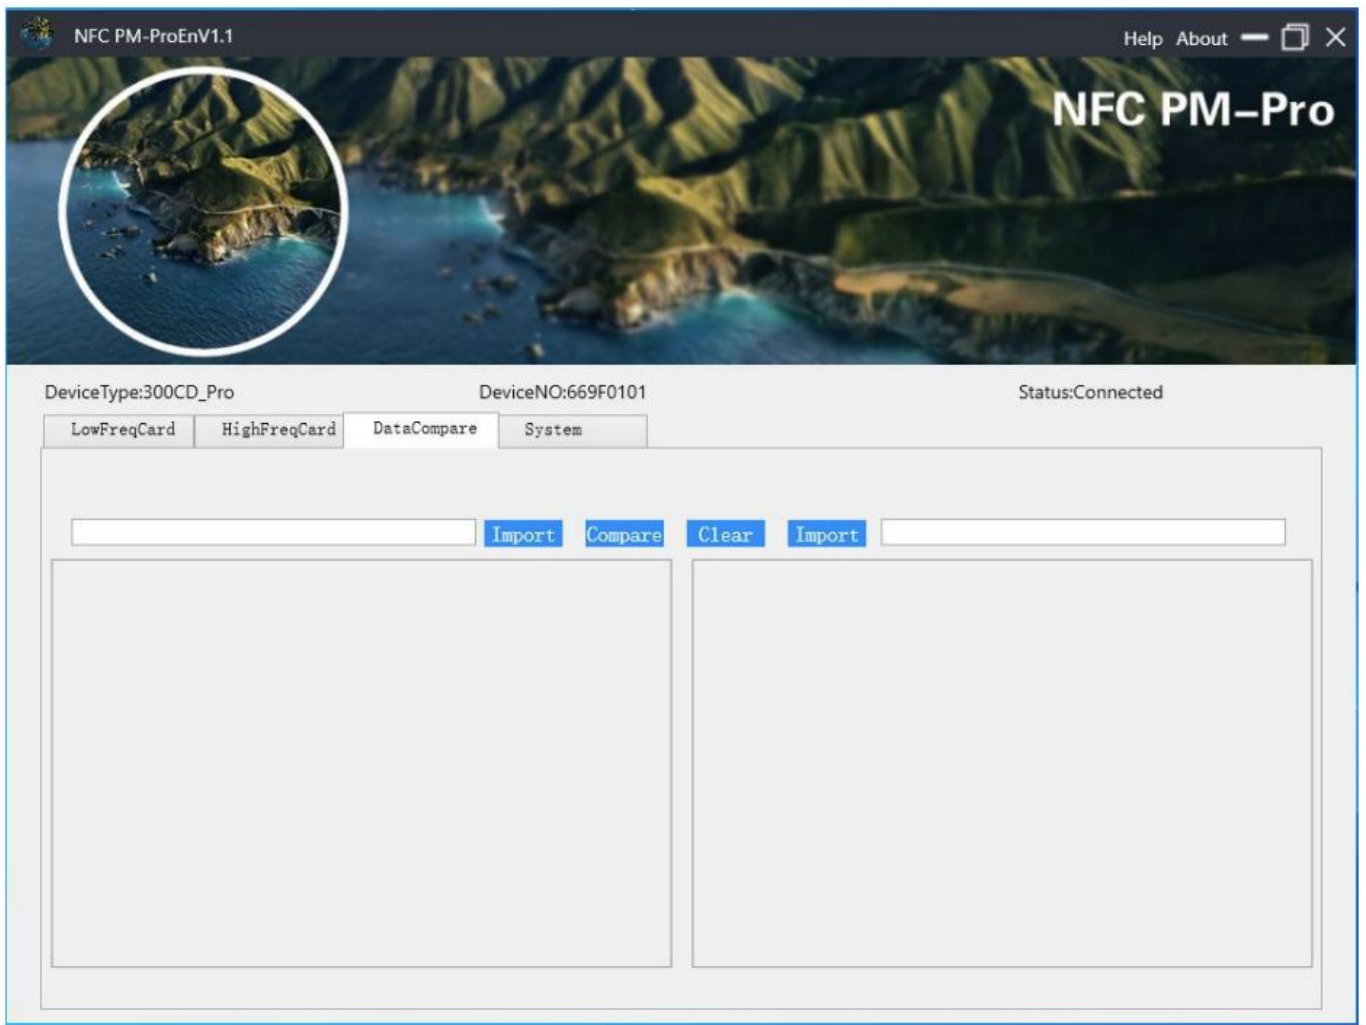 NFC PM-ProEnV1.1
Help About
NFC PM-Pro
DeviceType:300CD_Pro DeviceNO:669F0101 Status:Connected
LowFreqCard HighFreqCard DataCompare System
Import Compare Clear Import